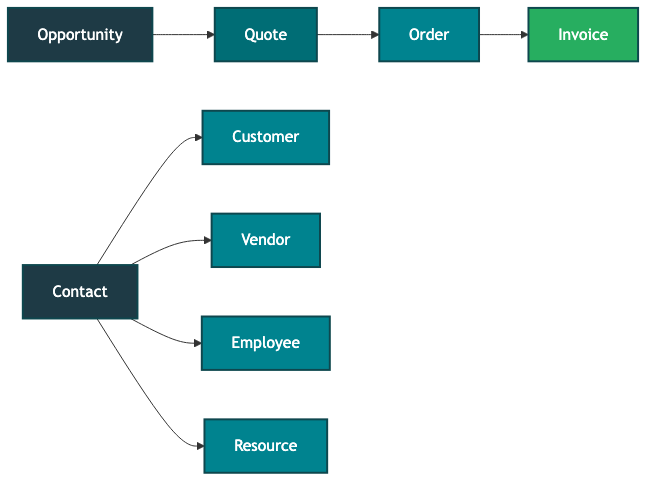 Opportunity
Quote
Order
Invoice
Customer
Vendor
Contact
Employee
Resource